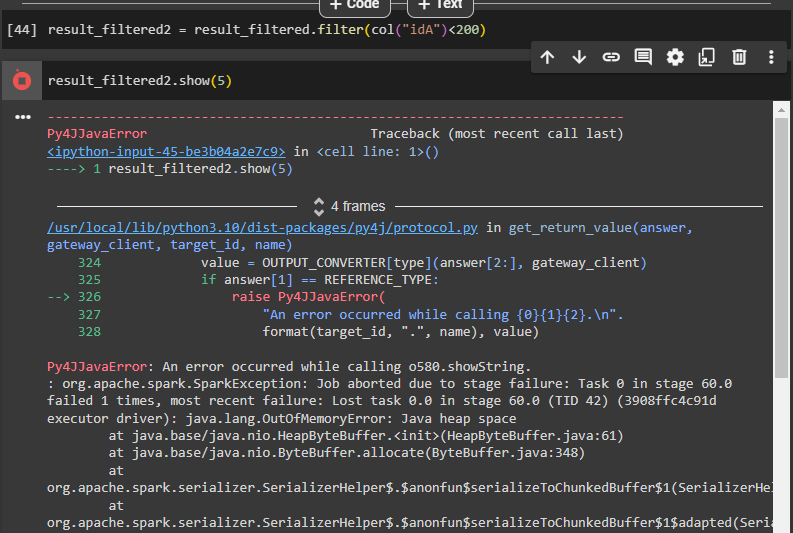 + Code + Text
[44] result_filtered2 = result_filtered.filter(col("idA")<200)
result_filtered2.show(5)
---------------------------------------------------------------------------
Py4JJavaError Traceback (most recent call last)
<ipython-input-45-be3b04a2e7c9> in <cell line: 1>()
----> 1 result_filtered2.show(5)
4 frames
/usr/local/lib/python3.10/dist-packages/py4j/protocol.py in get_return_value(answer,
gateway_client, target_id, name)
324 value = OUTPUT_CONVERTER[type](answer[2:], gateway_client)
325 if answer[1] == REFERENCE_TYPE:
--> 326 raise Py4JJavaError(
327 "An error occurred while calling {0}{1}{2}.\n".
328 format(target_id, ".", name), value)
Py4JJavaError: An error occurred while calling o580.showString.
: org.apache.spark.SparkException: Job aborted due to stage failure: Task 0 in stage 60.0
failed 1 times, most recent failure: Lost task 0.0 in stage 60.0 (TID 42) (3908ffc4c91d
executor driver): java.lang.OutOfMemoryError: Java heap space
at java.base/java.nio.HeapByteBuffer.<init>(HeapByteBuffer.java:61)
at java.base/java.nio.ByteBuffer.allocate(ByteBuffer.java:348)
at
org.apache.spark.serializer.SerializerHelper$.$anonfun$serializeToChunkedBuffer$1(SerializerHel
at
org.apache.spark.serializer.SerializerHelper$.$anonfun$serializeToChunkedBuffer$1$adapted(Seria